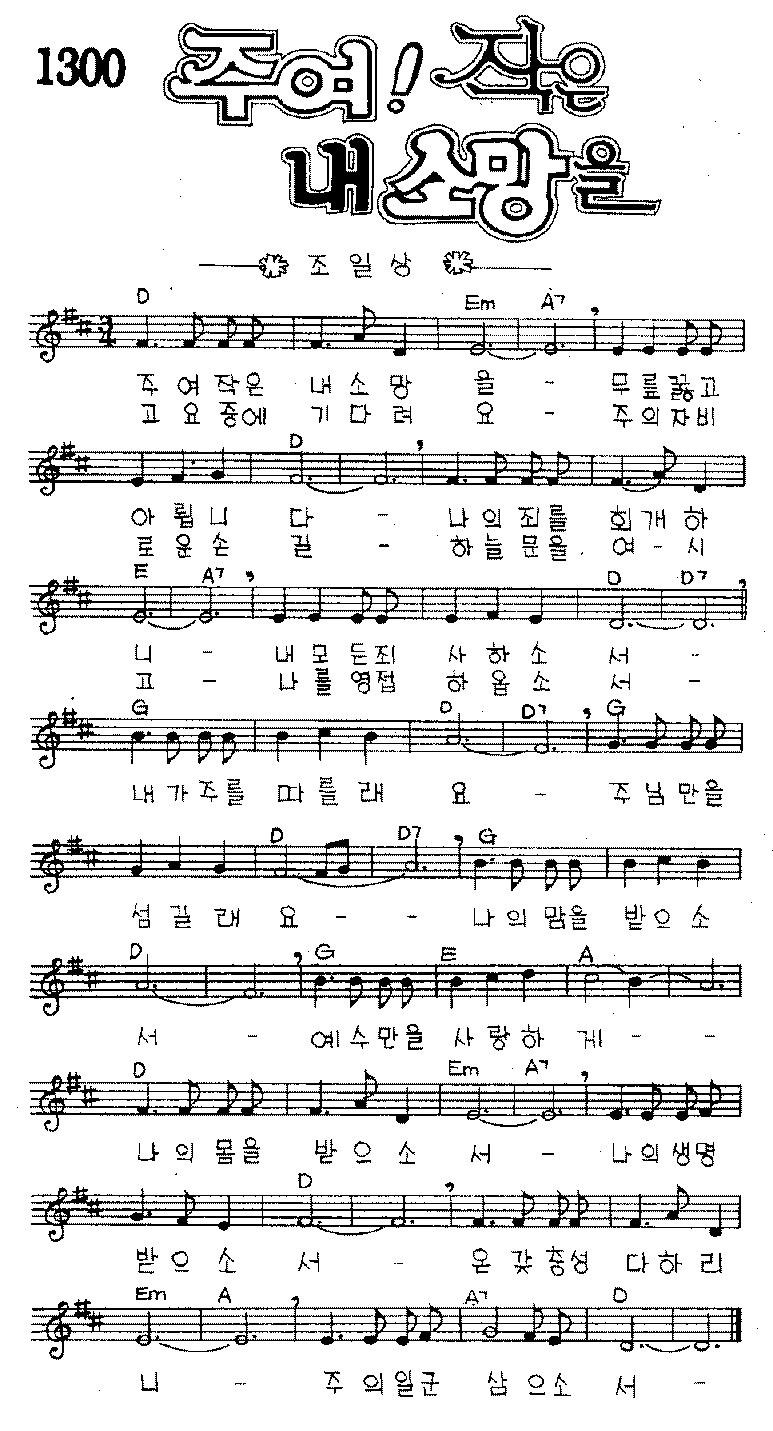 1300 주여! 작은
내 소망을
조 일 상
D Em A7
주 여 작은 내 소 망 을 - 무릎꿇고
고 요 중에 기 다 려 요 - 주의자비
D
아 룁 니 다 - 나의 죄를 회 개 하
로 운 손 길 - 하늘 문을 여 - 시
E A7 D D7
니 - 내 모 든죄 사 하 소 서 -
고 - 나 를 영접 하 옵 소 서 -
G D D7 G
내 가 주를 따 를 래 요 - 주 님 만을
D D7 G
섬 길 래 요 - - 나 의 맘을 받 으 소
D G E A
서 - 예 수 만을 사 랑 하 게 - -
D Em A7
나 의 몸을 받 으 소 서 - 나 의 생명
D
받 으 소 서 - 온 갖 충성 다 하 리
Em A A7 D
니 - 주 의 일군 삼 으소 서 -